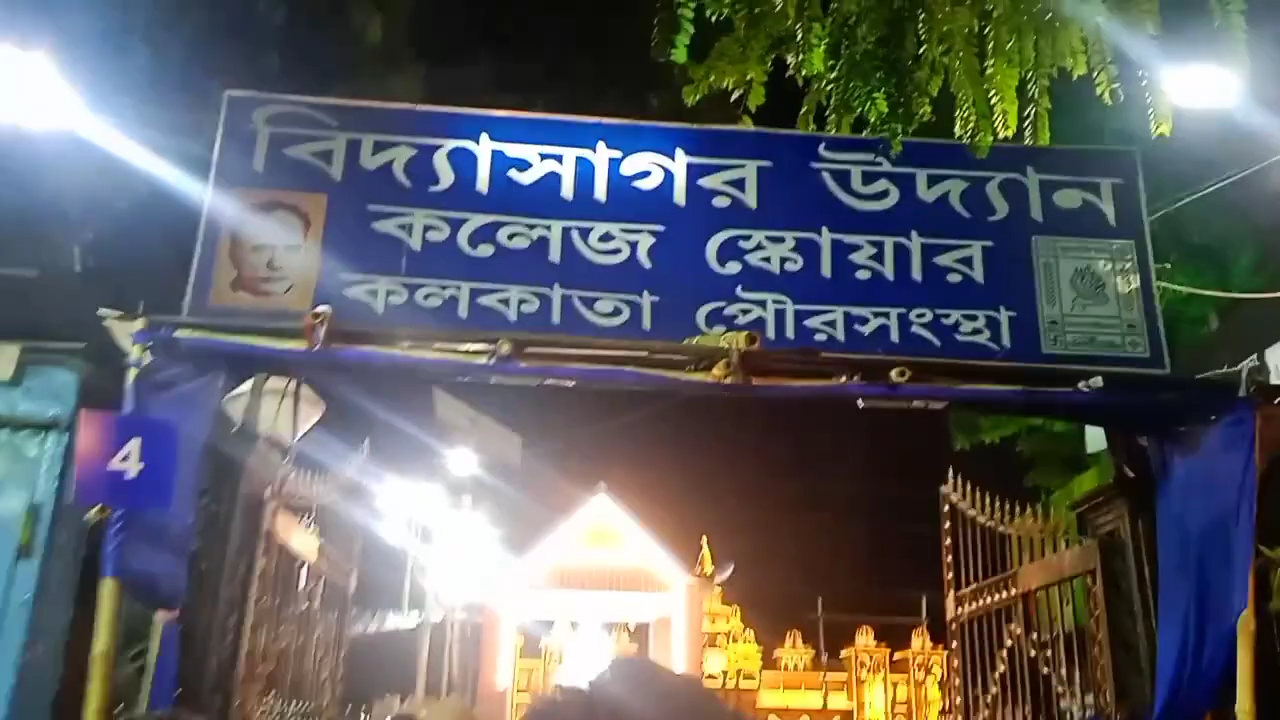 বিদ্যাসাগর উদ্যান
কলেজ স্কোয়ার
কলকাতা পৌরসংস্থা
4